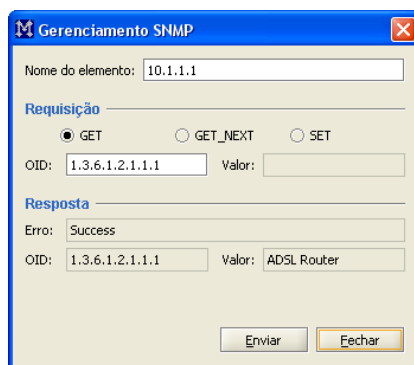 Gerenciamento SNMP
Nome do elemento: 10.1.1.1
Requisição
GET GET_NEXT SET
OID: 1.3.6.1.2.1.1.1 Valor:
Resposta
Erro: Success
OID: 1.3.6.1.2.1.1.1 Valor: ADSL Router
Enviar Fechar